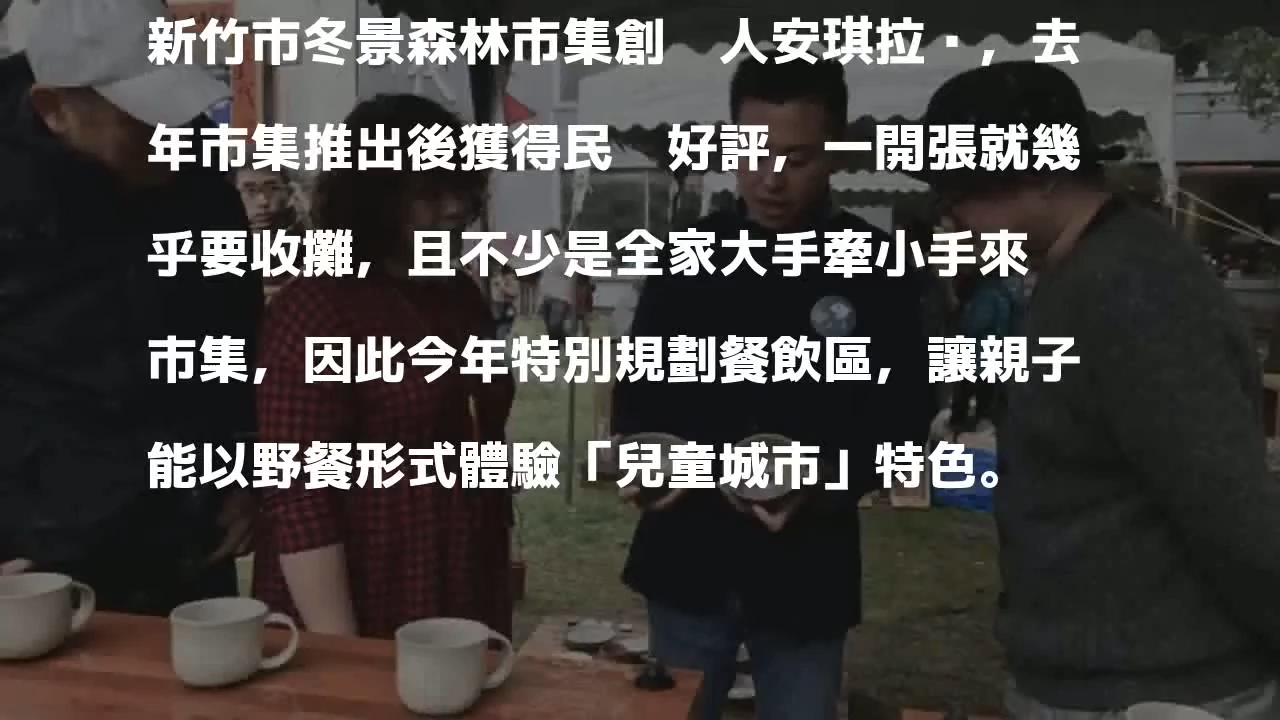 新竹市冬景森林市集創　人安琪拉‧，去
年市集推出後獲得民　好評，一開張就幾
乎要收攤，且不少是全家大手牽小手來
市集，因此今年特別規劃餐飲區，讓親子
能以野餐形式體驗「兒童城市」特色。